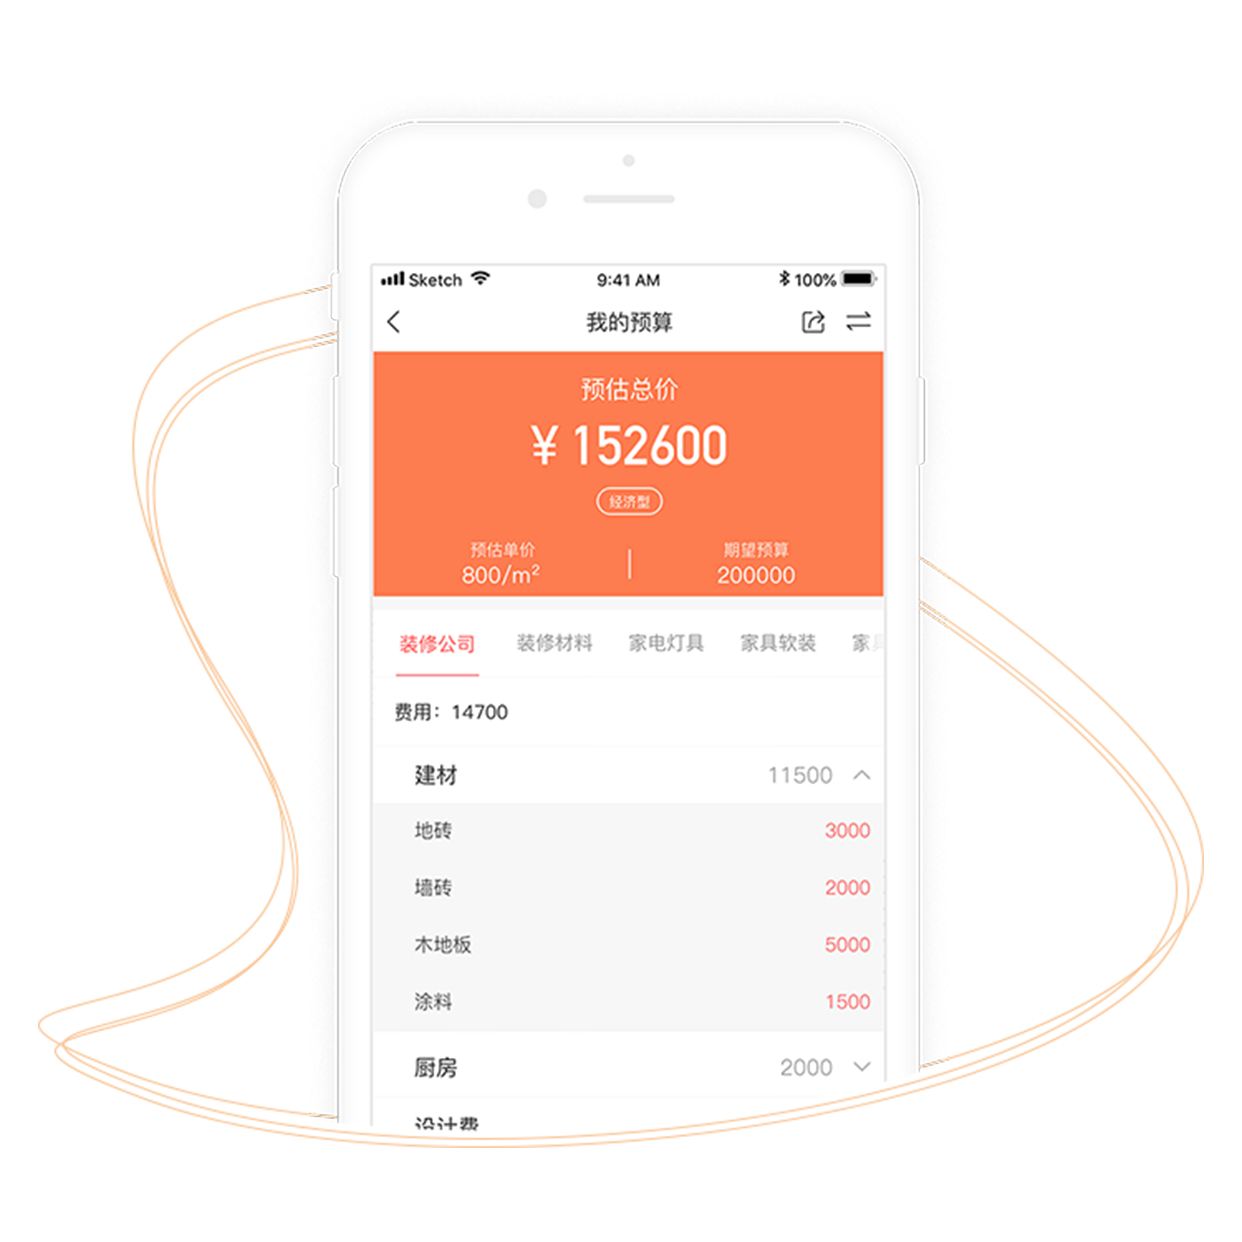 Sketch 9:41 AM 100%
我的预算
预估总价
¥ 152600
经济型
预估单价 期望预算
800/m² 200000
装修公司 装修材料 家电灯具 家具软装 家
费用：14700
建材 11500
地砖 3000
墙砖 2000
木地板 5000
涂料 1500
厨房 2000
设计费